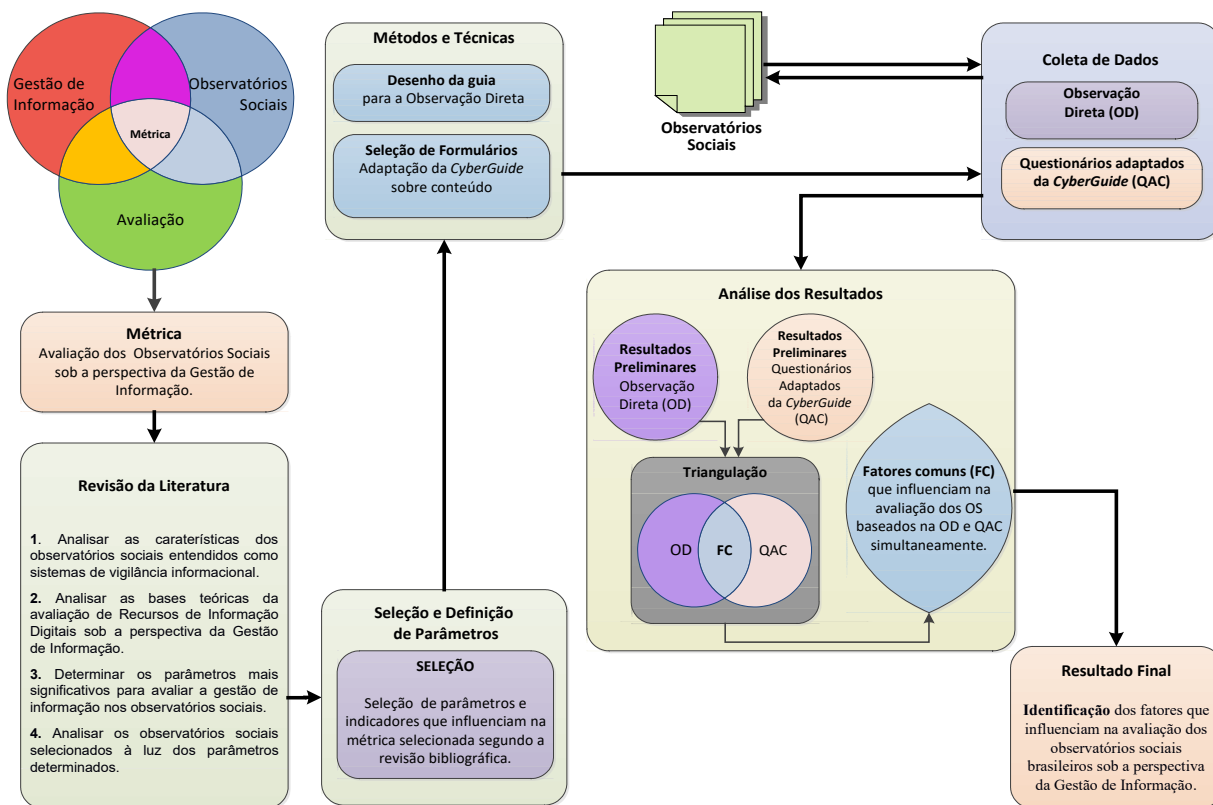 Gestão de
Informação
Observatórios
Sociais
Métrica
Avaliação
Métrica
Avaliação dos Observatórios Sociais
sob a perspectiva da Gestão de
Informação.
Revisão da Literatura
1. Analisar as caraterísticas dos
observatórios sociais entendidos como
sistemas de vigilância informacional.
2. Analisar as bases teóricas da
avaliação de Recursos de Informação
Digitais sob a perspectiva da Gestão
de Informação.
3. Determinar os parâmetros mais
significativos para avaliar a gestão de
informação nos observatórios sociais.
4. Analisar os observatórios sociais
selecionados à luz dos parâmetros
determinados.
Seleção e Definição
de Parâmetros
SELEÇÃO
Seleção de parâmetros e
indicadores que influenciam na
métrica selecionada segundo a
revisão bibliográfica.
Métodos e Técnicas
Desenho da guia
para a Observação Direta
Seleção de Formulários
Adaptação da CyberGuide
sobre conteúdo
Observatórios
Sociais
Coleta de Dados
Observação
Direta (OD)
Questionários adaptados
da CyberGuide (QAC)
Análise dos Resultados
Resultados
Preliminares
Observação
Direta (OD)
Resultados
Preliminares
Questionários
Adaptados
da CyberGuide
(QAC)
Triangulação
OD
FC
QAC
Fatores comuns (FC)
que influenciam na
avaliação dos OS
baseados na OD e QAC
simultaneamente.
Resultado Final
Identificação dos fatores que
influenciam na avaliação dos
observatórios sociais
brasileiros sob a perspectiva
da Gestão de Informação.